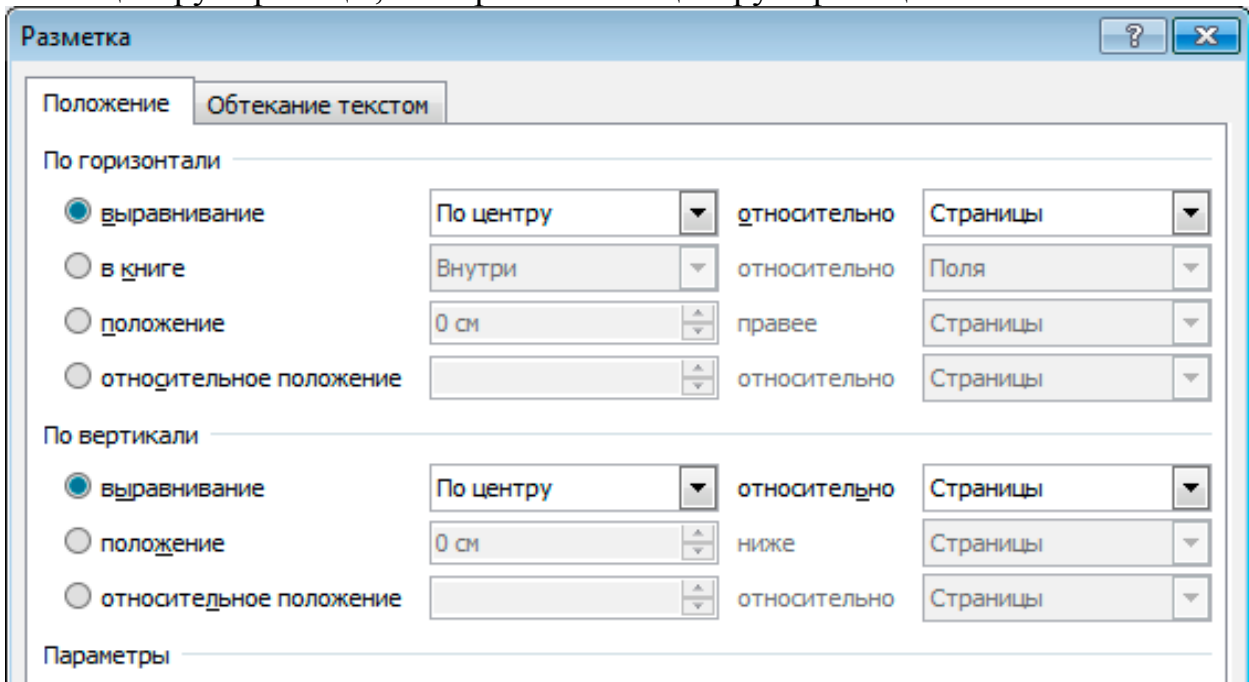 Разметка
Положение Обтекание текстом
По горизонтали
выравнивание По центру относительно Страницы
в книге Внутри относительно Поля
положение 0 см правее Страницы
относительное положение относительно Страницы
По вертикали
выравнивание По центру относительно Страницы
положение 0 см ниже Страницы
относительное положение относительно Страницы
Параметры